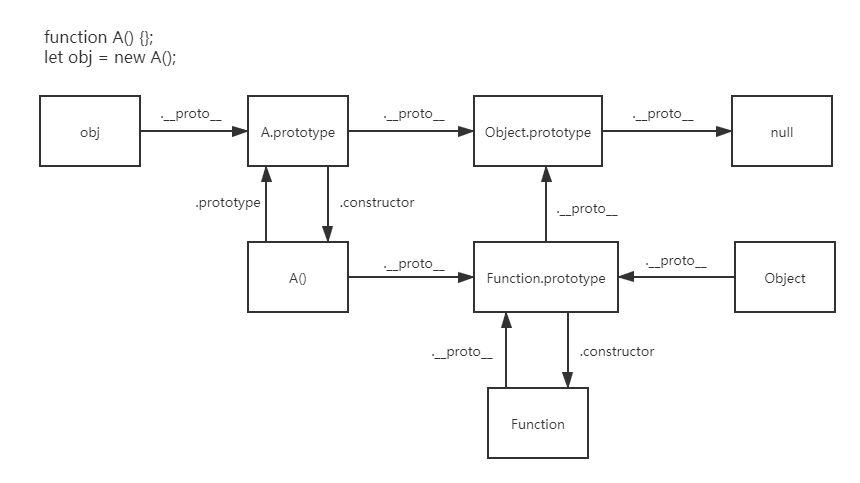 function A() {};
let obj = new A();
.__proto__
.__proto__
.__proto__
obj
A.prototype
Object.prototype
null
.prototype
.constructor
.__proto__
.__proto__
.__proto__
A()
Function.prototype
Object
.__proto__
.constructor
Function